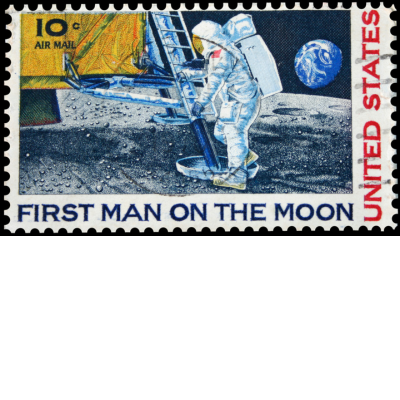 10c
AIR MAIL
FIRST MAN ON THE MOON
UNITED STATES